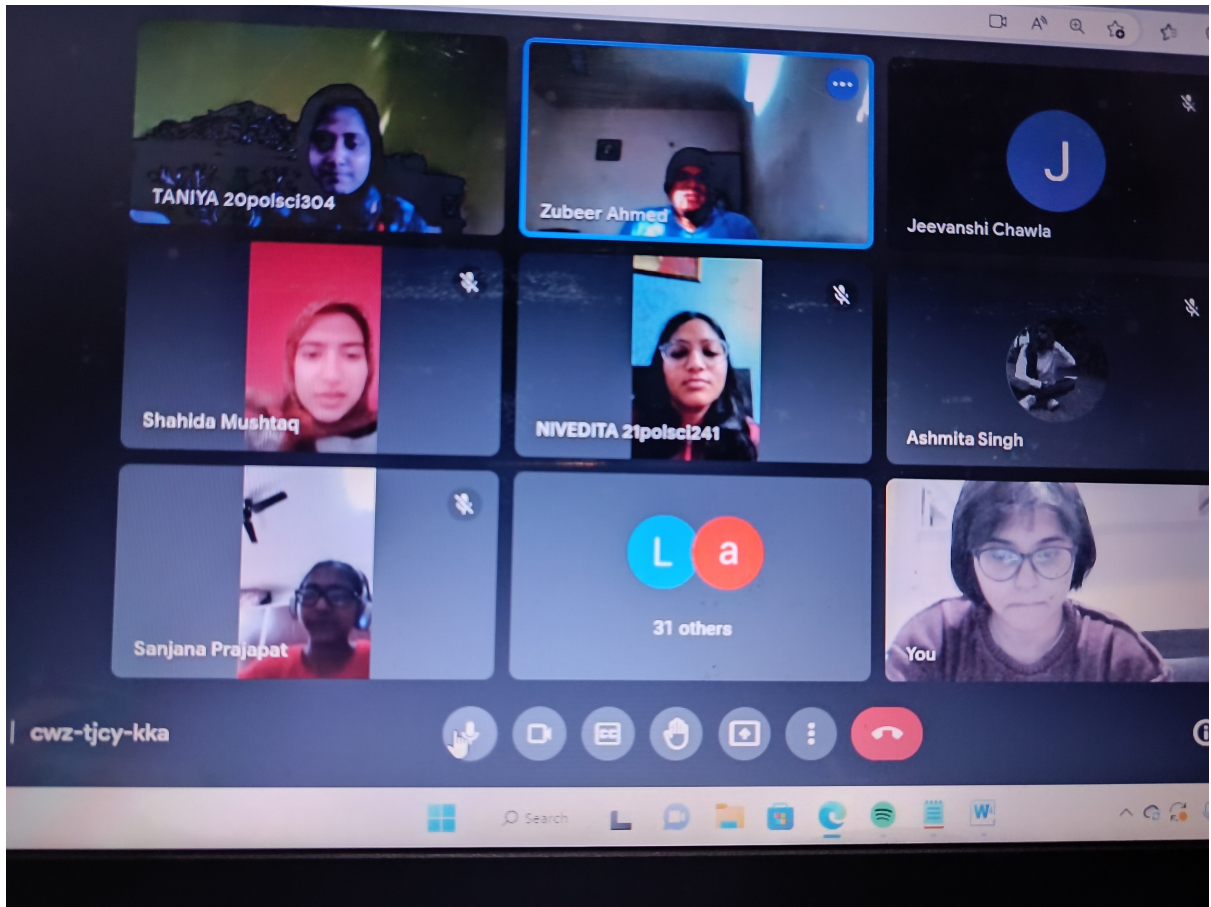 TANIYA 20polsci304
Zubeer Ahmed
J
Jeevanshi Chawla
Shahida Mushtaq
NIVEDITA 21polsci241
Ashmita Singh
Sanjana Prajapat
L a
31 others
You
cwz-tjcy-kka
CC
Search
W